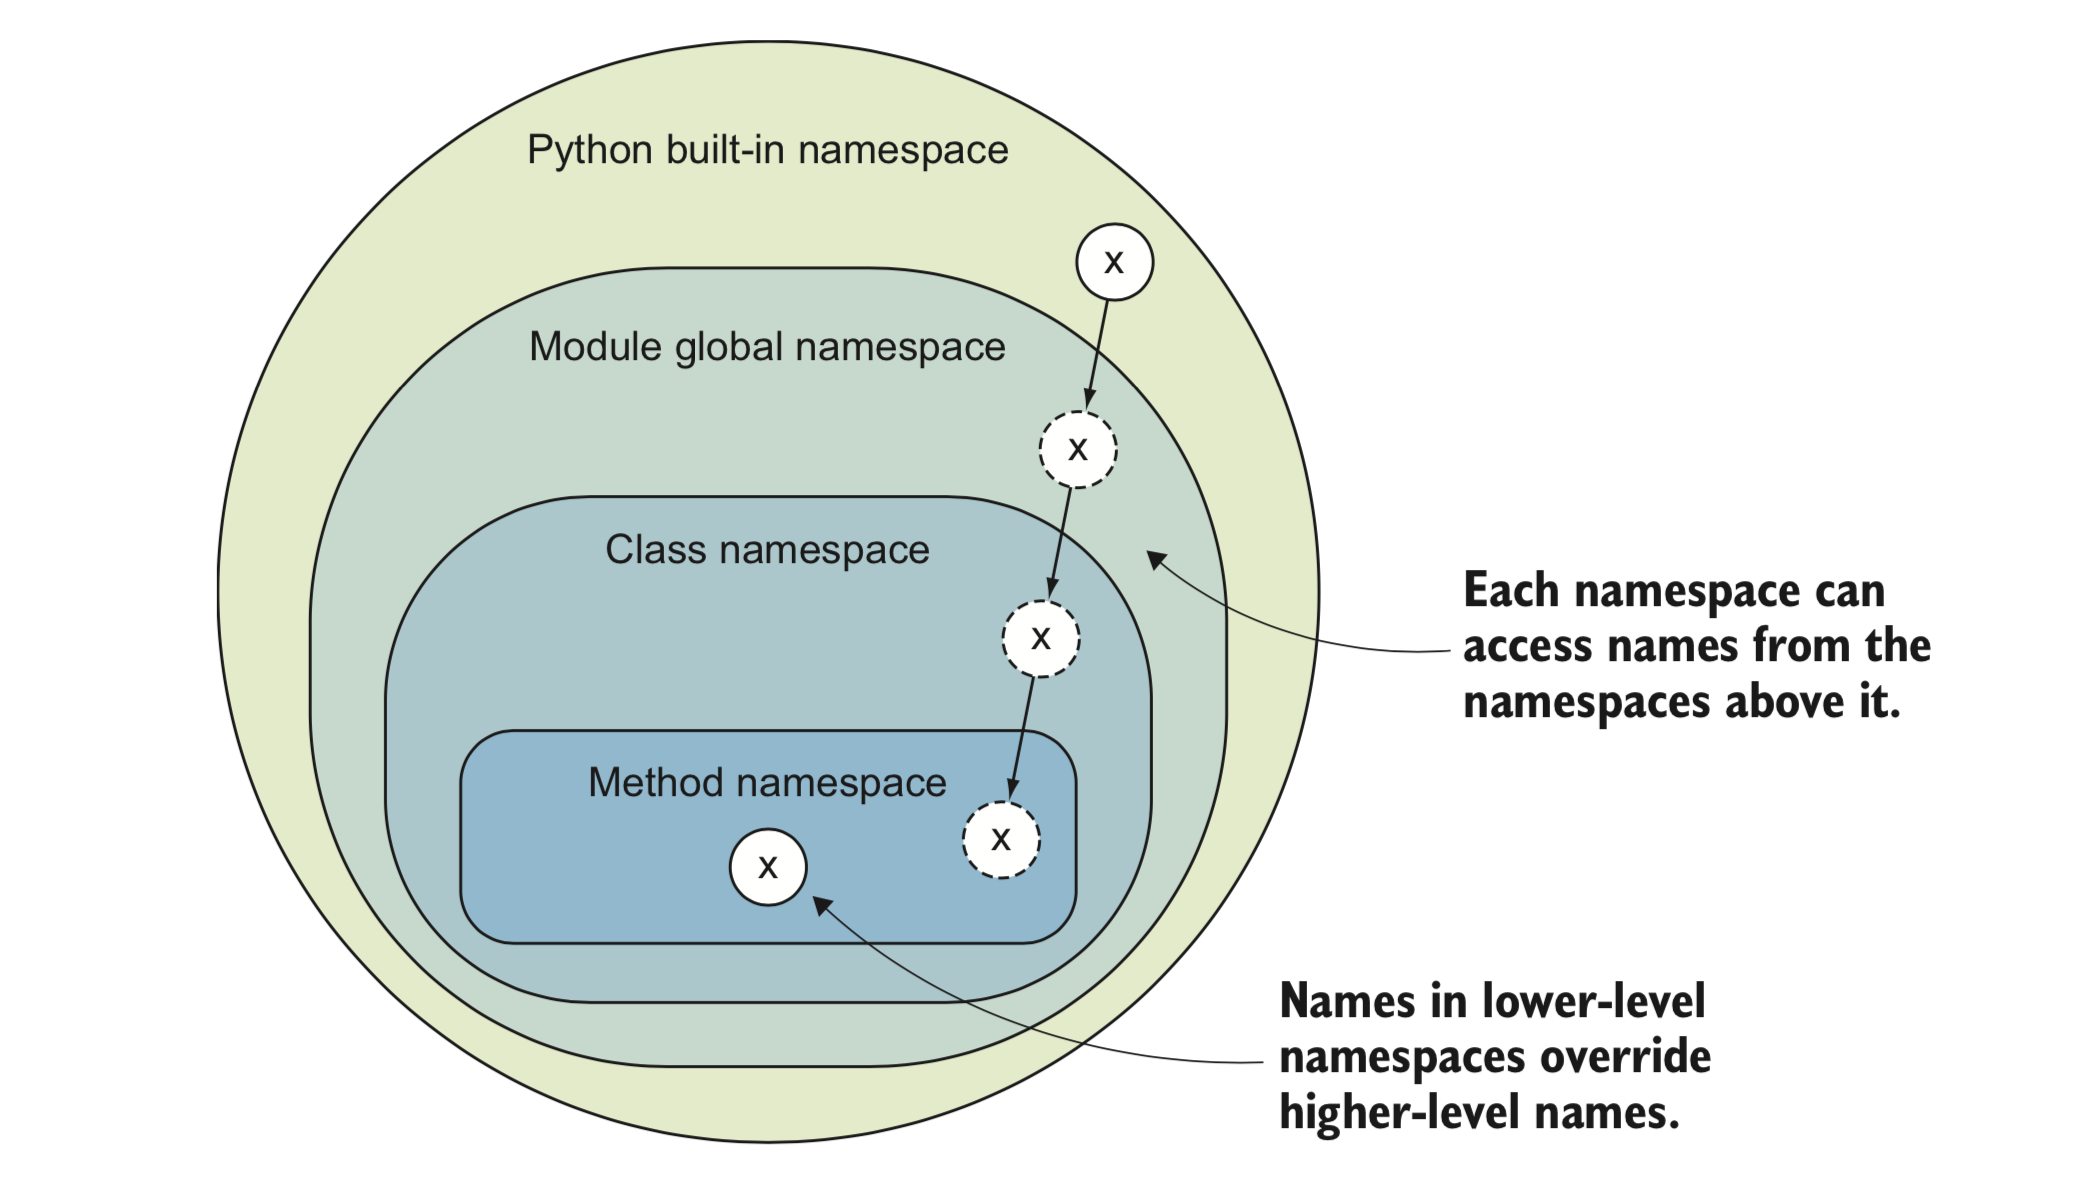 Python built-in namespace
x
Module global namespace
x
Class namespace
x
Method namespace
x
x
Each namespace can
access names from the
namespaces above it.
Names in lower-level
namespaces override
higher-level names.